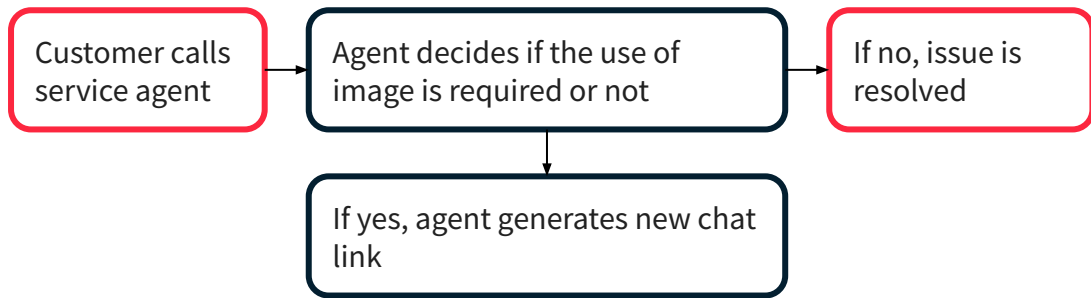 Customer calls
service agent
Agent decides if the use of
image is required or not
If no, issue is
resolved
If yes, agent generates new chat
link